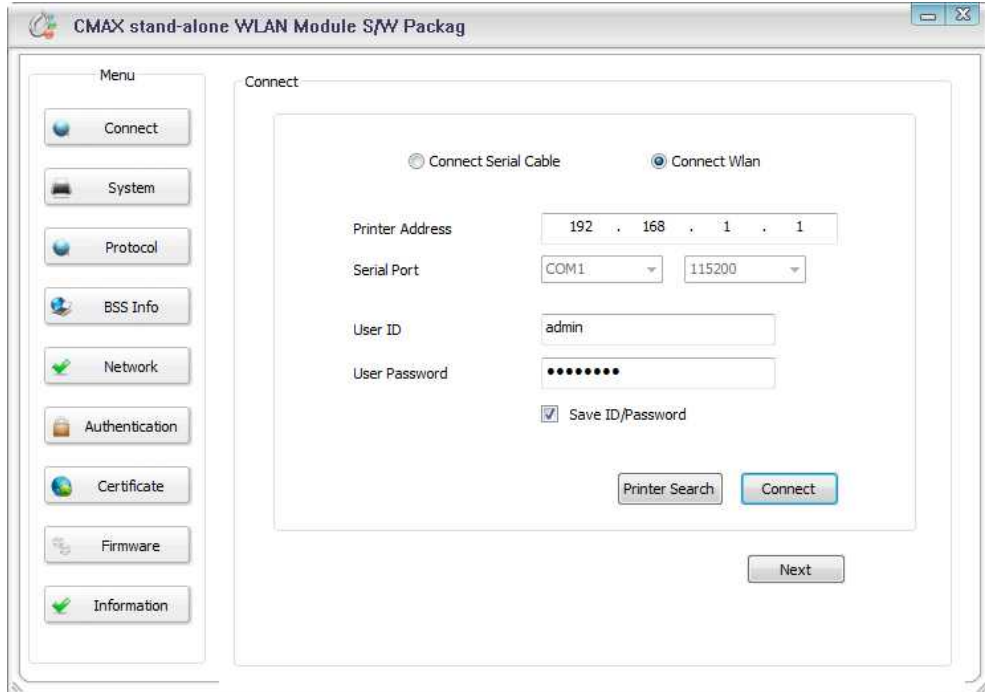 CMAX stand-alone WLAN Module S/W Packag
Menu
Connect
System
Protocol
BSS Info
Network
Authentication
Certificate
Firmware
Information
Connect
Connect Serial Cable Connect Wlan
Printer Address 192 . 168 . 1 . 1
Serial Port COM1 115200
User ID admin
User Password ●●●●●●●●
Save ID/Password
Printer Search Connect
Next